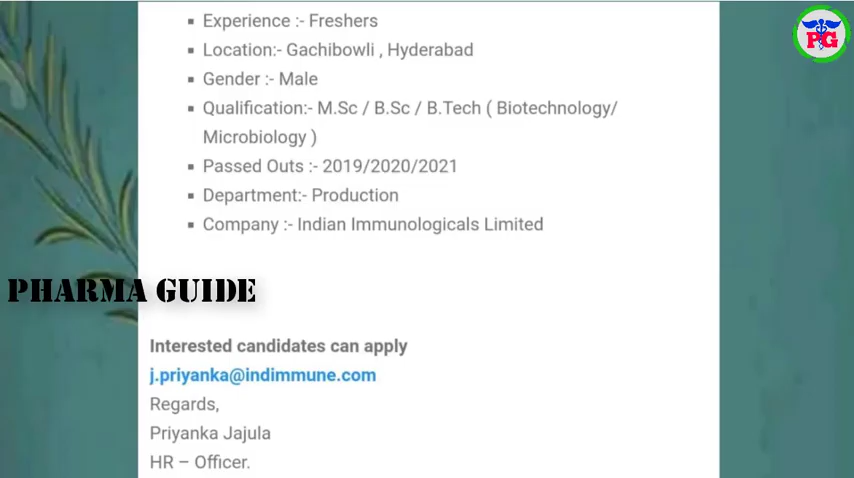 PG
Experience :- Freshers
Location:- Gachibowli , Hyderabad
Gender :- Male
Qualification:- M.Sc / B.Sc / B.Tech ( Biotechnology/
Microbiology )
Passed Outs :- 2019/2020/2021
Department:- Production
Company :- Indian Immunologicals Limited
PHARMA GUIDE
Interested candidates can apply
j.priyanka@indimmune.com
Regards,
Priyanka Jajula
HR – Officer.